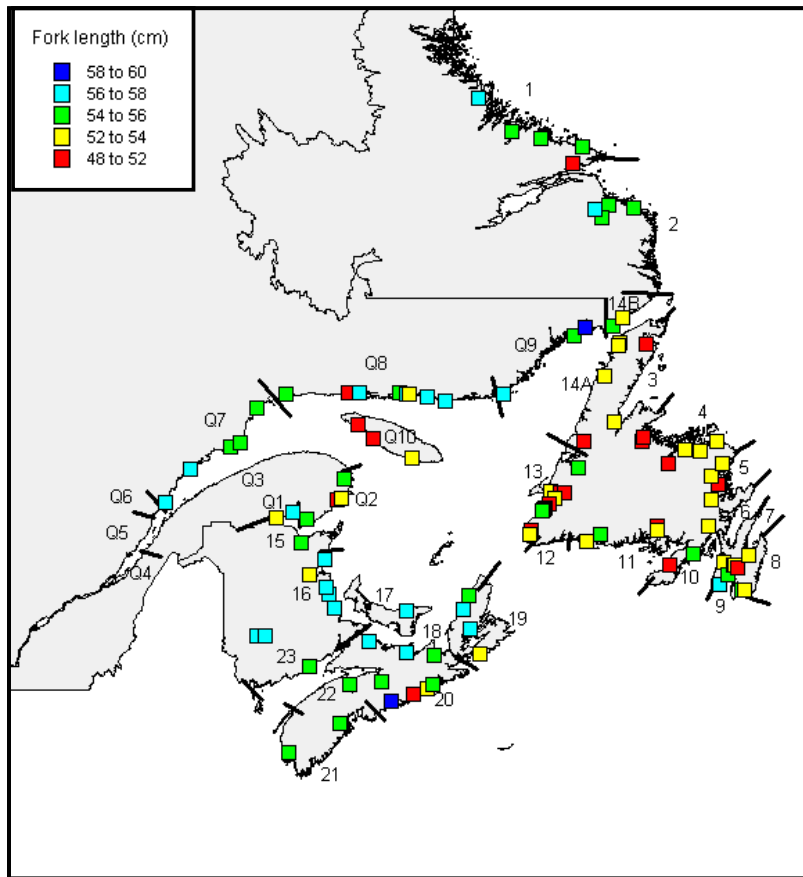 Fork length (cm)
58 to 60
56 to 58
54 to 56
52 to 54
48 to 52
1
2
14B
Q9
Q8
14A
3
Q7
Q10
4
Q3
13
5
Q6
Q1
Q2
6
Q5
7
15
12
11
8
Q4
10
16
17
9
19
18
23
22
20
21